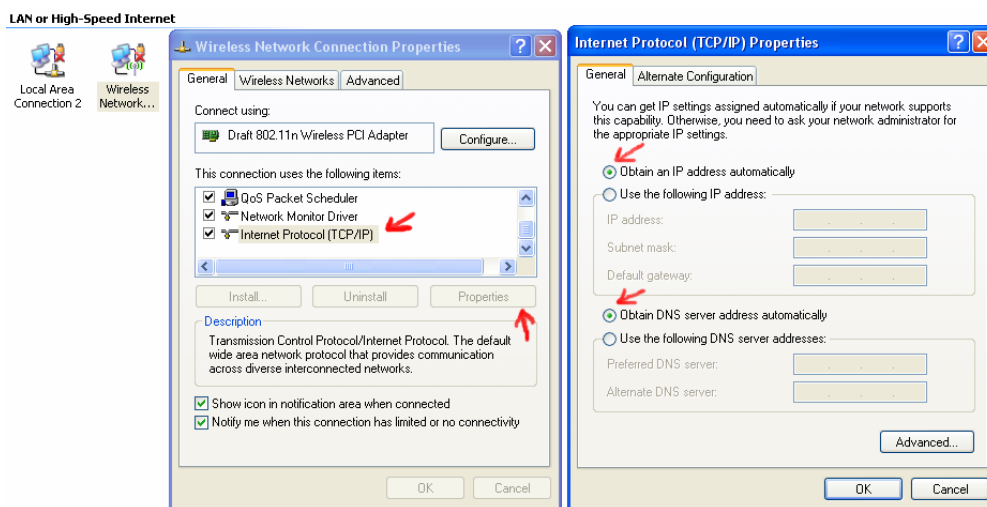 LAN or High-Speed Internet
Local Area
Connection 2
Wireless
Network...
Wireless Network Connection Properties
General
Wireless Networks
Advanced
Connect using:
Draft 802.11n Wireless PCI Adapter
Configure...
This connection uses the following items:
QoS Packet Scheduler
Network Monitor Driver
Internet Protocol (TCP/IP)
Install...
Uninstall
Properties
Description
Transmission Control Protocol/Internet Protocol. The default
wide area network protocol that provides communication
across diverse interconnected networks.
Show icon in notification area when connected
Notify me when this connection has limited or no connectivity
OK
Cancel
Internet Protocol (TCP/IP) Properties
General
Alternate Configuration
You can get IP settings assigned automatically if your network supports
this capability. Otherwise, you need to ask your network administrator for
the appropriate IP settings.
Obtain an IP address automatically
Use the following IP address:
IP address:
Subnet mask:
Default gateway:
Obtain DNS server address automatically
Use the following DNS server addresses:
Preferred DNS server:
Alternate DNS server:
Advanced...
OK
Cancel